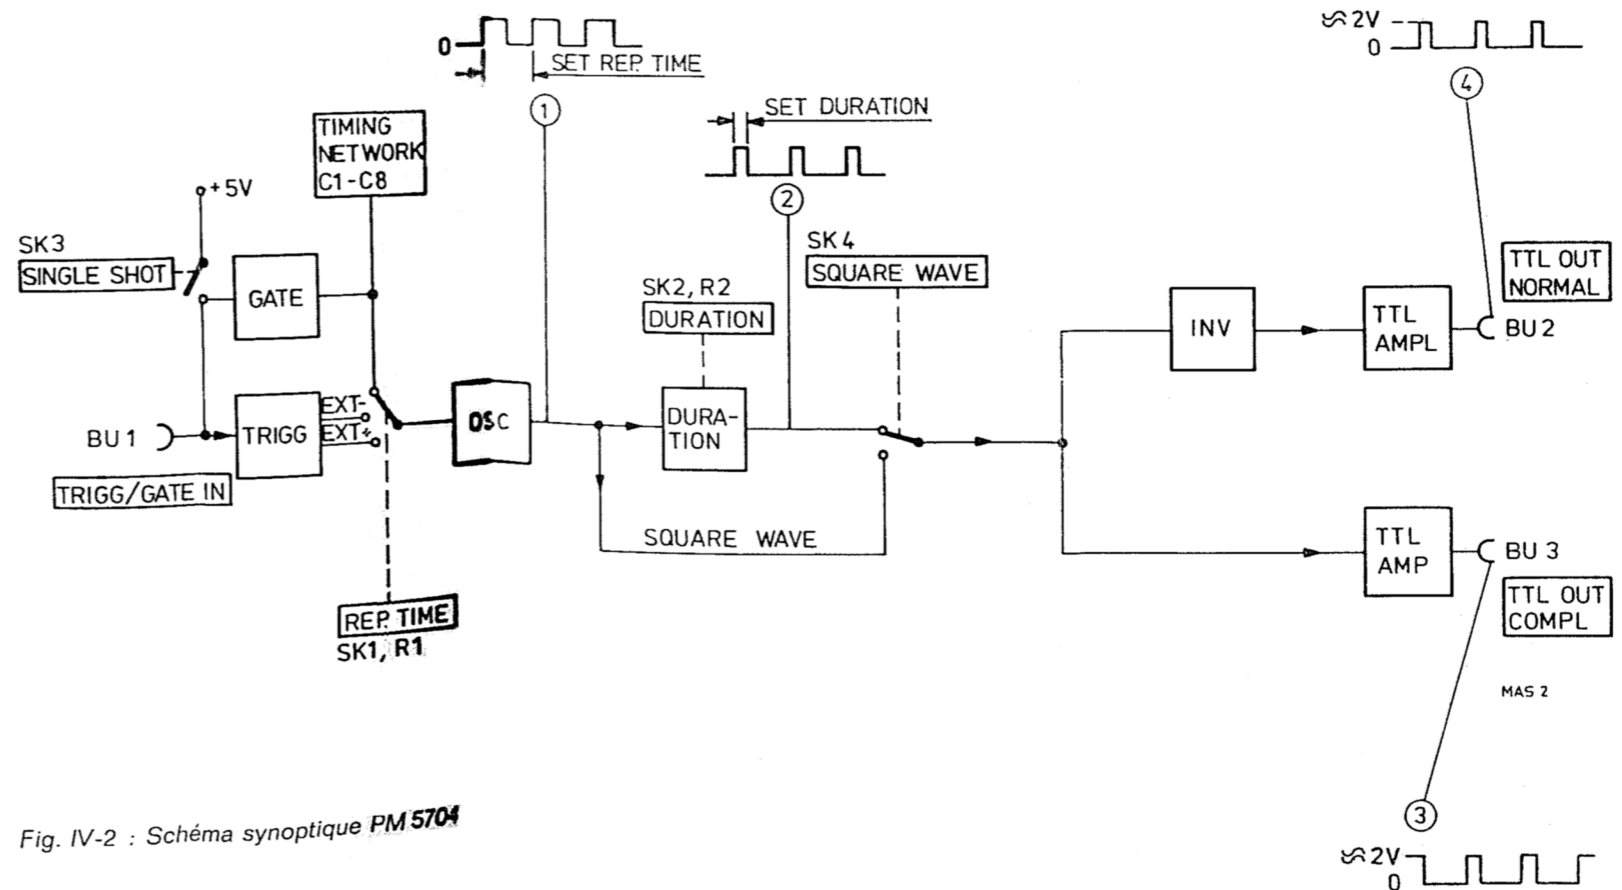 ≈ 2V
0
0
SET REP. TIME
4
1
SET DURATION
TIMING
NETWORK
C1-C8
+5V
2
SK3
SINGLE SHOT
SK4
SQUARE WAVE
TTL OUT
NORMAL
GATE
SK2, R2
DURATION
INV
TTL
AMPL
BU 2
EXT-
EXT+
BU 1
TRIGG
OSC
DURA-
TION
TRIGG/GATE IN
SQUARE WAVE
TTL
AMP
BU 3
TTL OUT
COMPL
REP. TIME
SK1, R1
MAS 2
3
Fig. IV-2 : Schéma synoptique PM 5704
≈ 2V
0